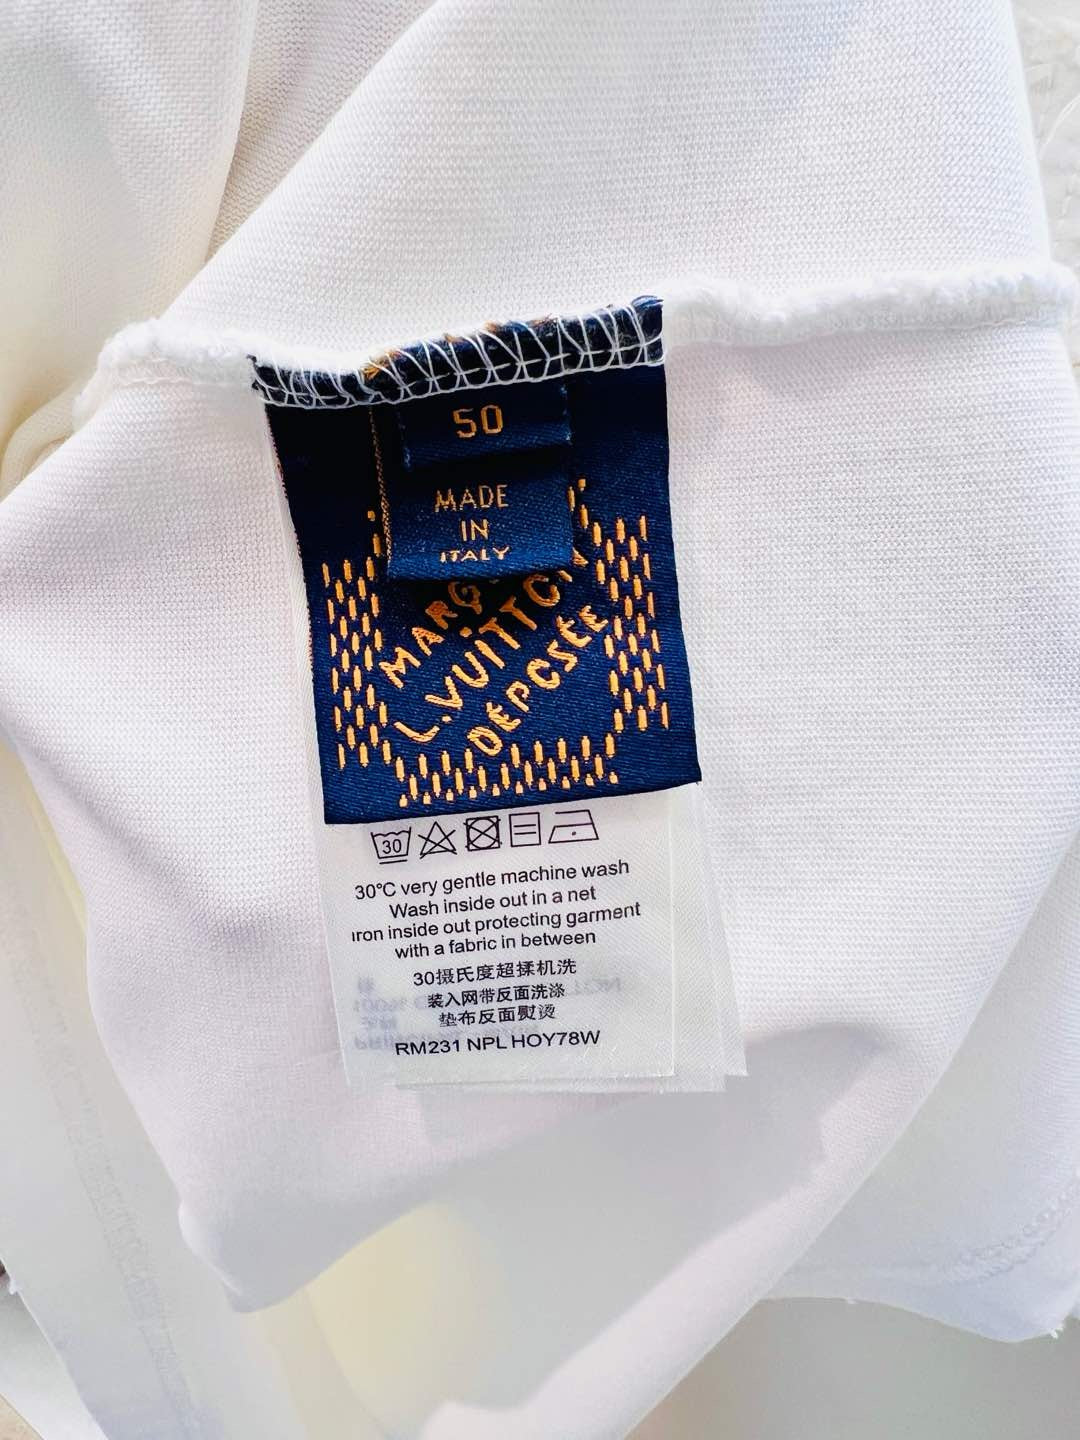 50
MADE
IN
ITALY
L.VUITTON
DÉPOSÉE
30
30℃ very gentle machine wash
Wash inside out in a net
iron inside out protecting garment
with a fabric in between
30摄氏度超揉机洗
装入网带反面洗涤
垫布反面熨烫
RM231 NPL HOY78W